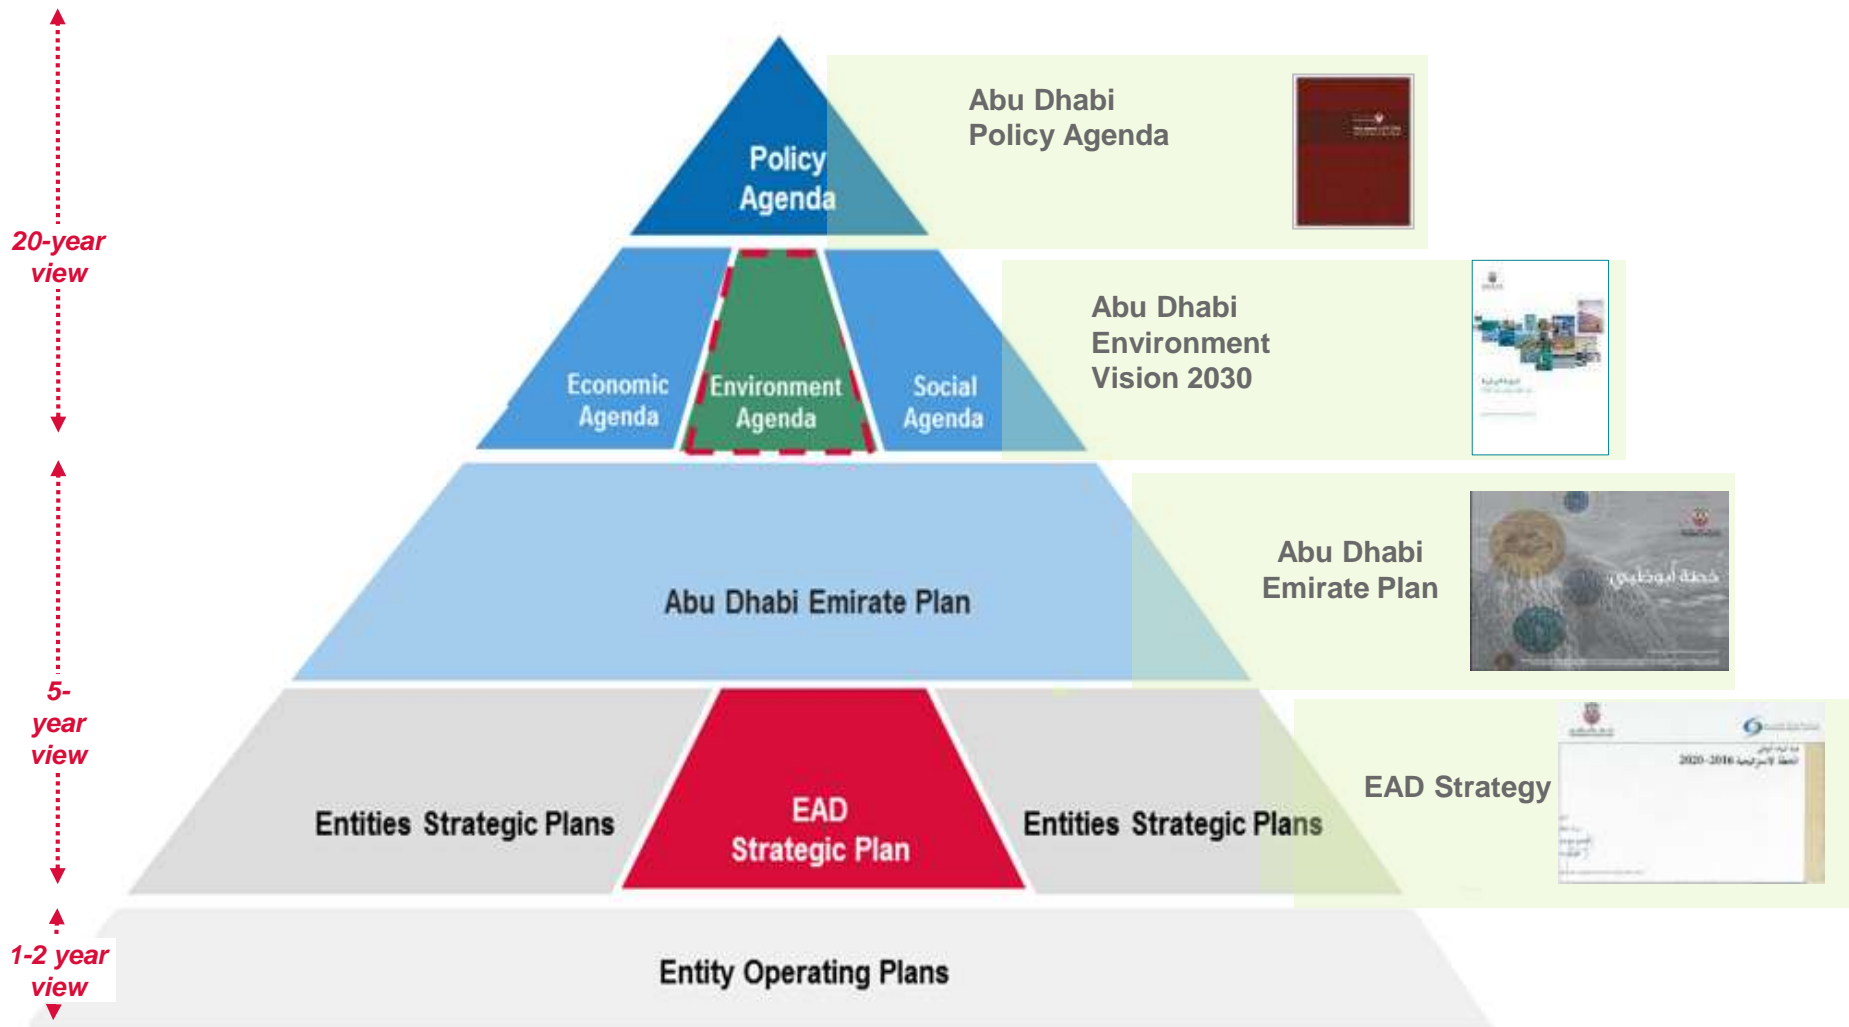 20-year
view
5-
year
view
1-2 year
view
Policy
Agenda
Economic
Agenda
Environment
Agenda
Social
Agenda
Abu Dhabi Emirate Plan
Entities Strategic Plans
EAD
Strategic Plan
Entities Strategic Plans
Entity Operating Plans
Abu Dhabi
Policy Agenda
Abu Dhabi
Environment
Vision 2030
Abu Dhabi
Emirate Plan
خطة أبوظبي
EAD Strategy
الخطة الاستراتيجية 2016-2020